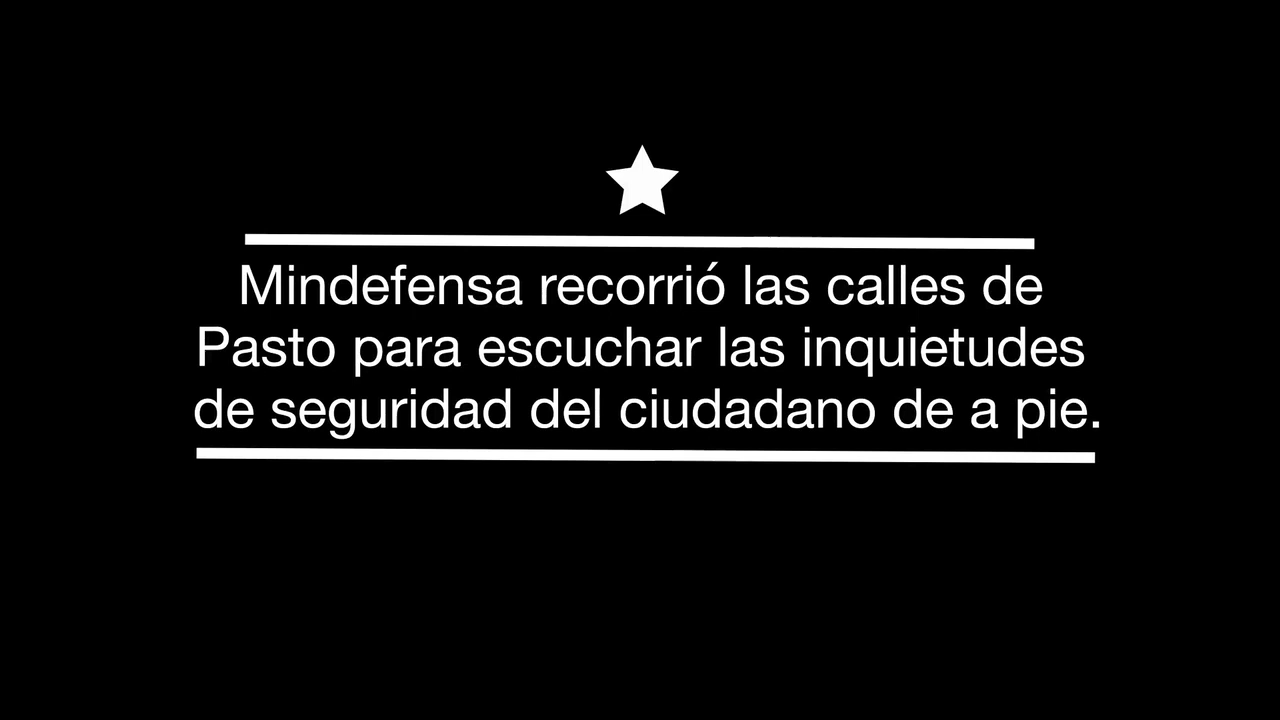 Mindefensa recorrió las calles de
Pasto para escuchar las inquietudes
de seguridad del ciudadano de a pie.